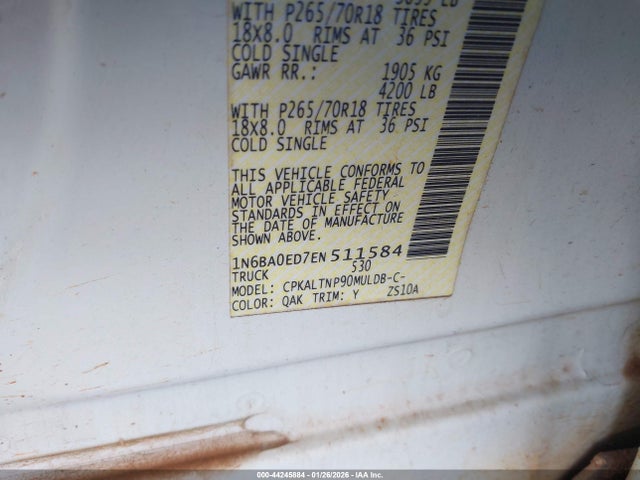 WITH P265/70R18 TIRES
18X8.0 RIMS AT 36 PSI
COLD SINGLE
GAWR RR.: 1905 KG
4200 LB
WITH P265/70R18 TIRES
18X8.0 RIMS AT 36 PSI
COLD SINGLE
THIS VEHICLE CONFORMS TO
ALL APPLICABLE FEDERAL
MOTOR VEHICLE SAFETY
STANDARDS IN EFFECT ON
THE DATE OF MANUFACTURE
SHOWN ABOVE.
1N6BA0ED7EN511584
TRUCK 530
MODEL: CPKALTNP90MULDB-C-
COLOR: QAK TRIM: Y ZS10A
000-44245884 | 01/26/2026 | IAA Inc.